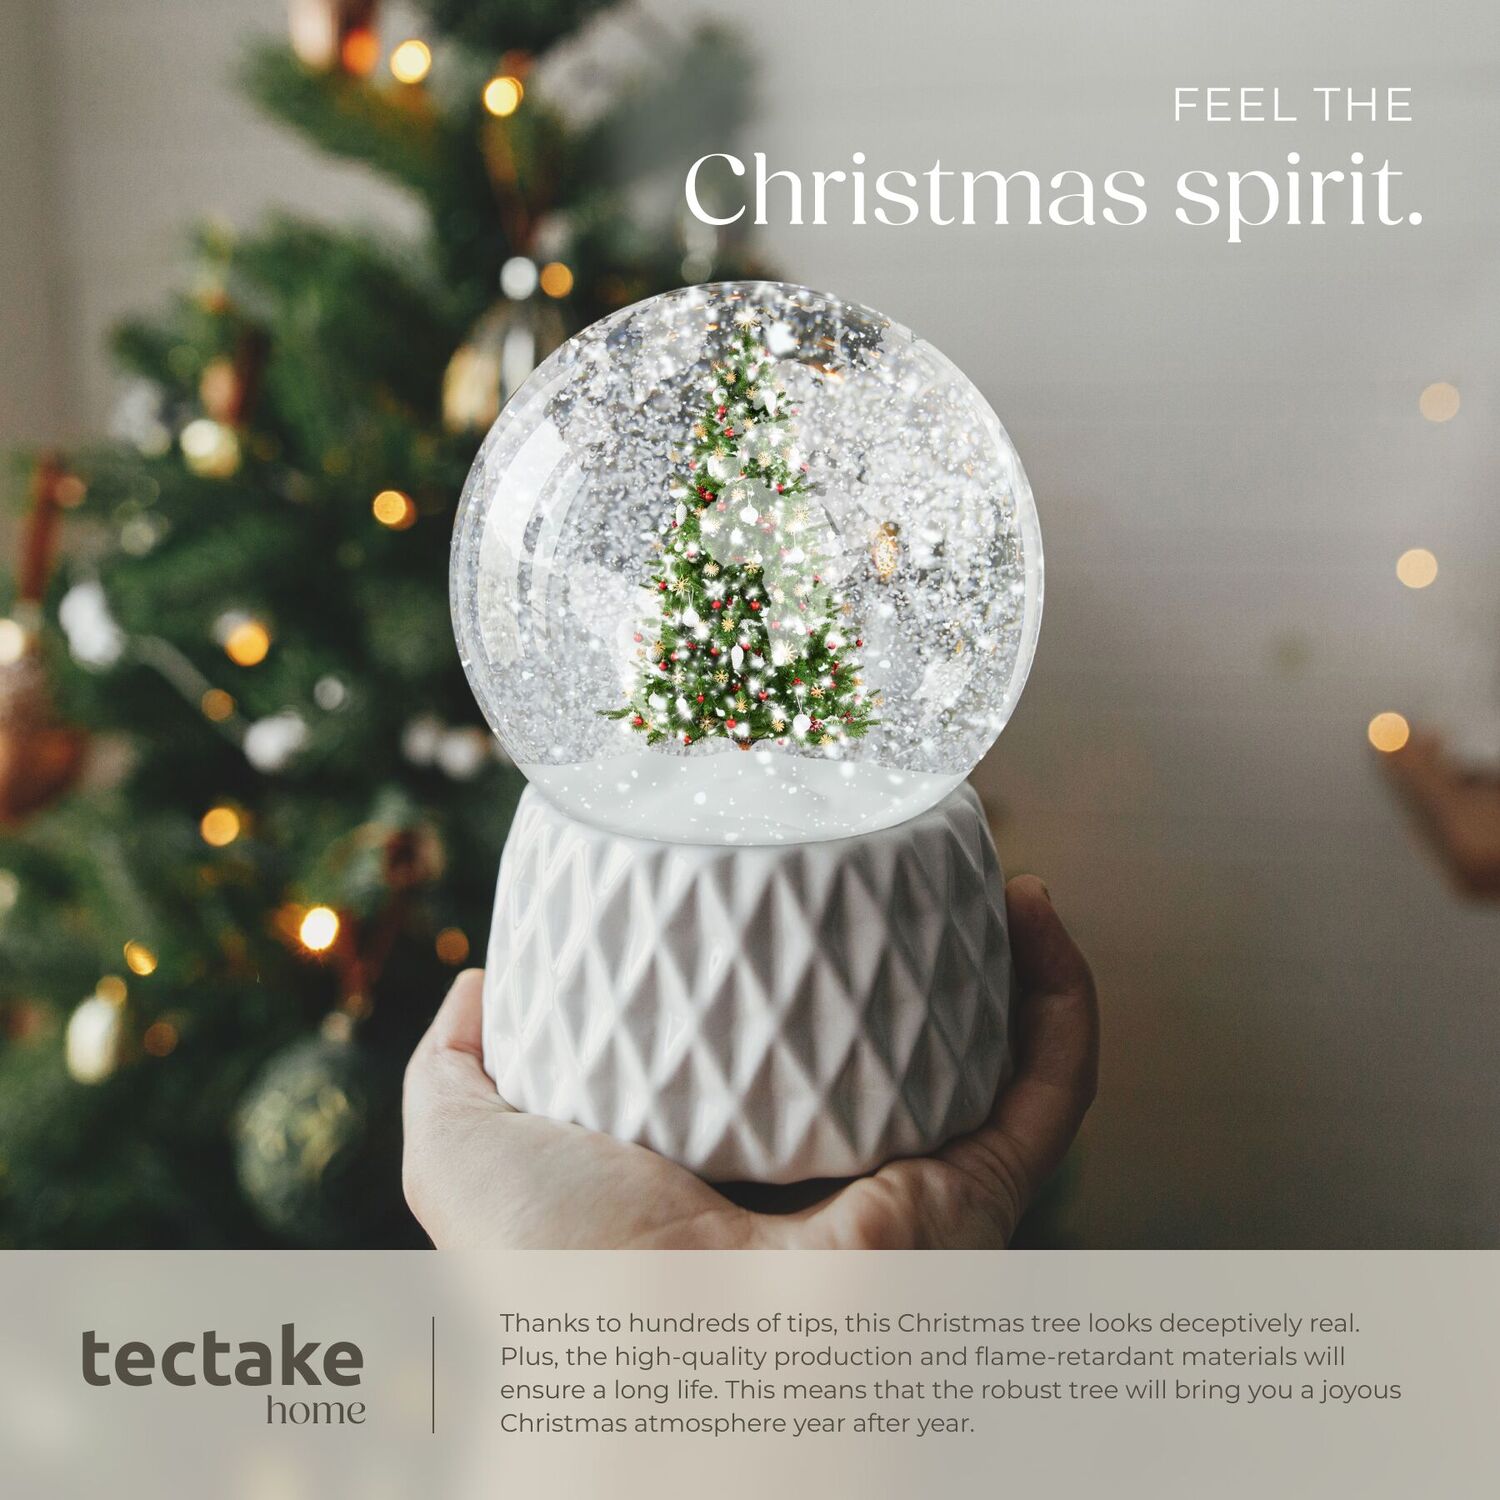 FEEL THE
Christmas spirit.
tectake
home
Thanks to hundreds of tips, this Christmas tree looks deceptively real.
Plus, the high-quality production and flame-retardant materials will
ensure a long life. This means that the robust tree will bring you a joyous
Christmas atmosphere year after year.